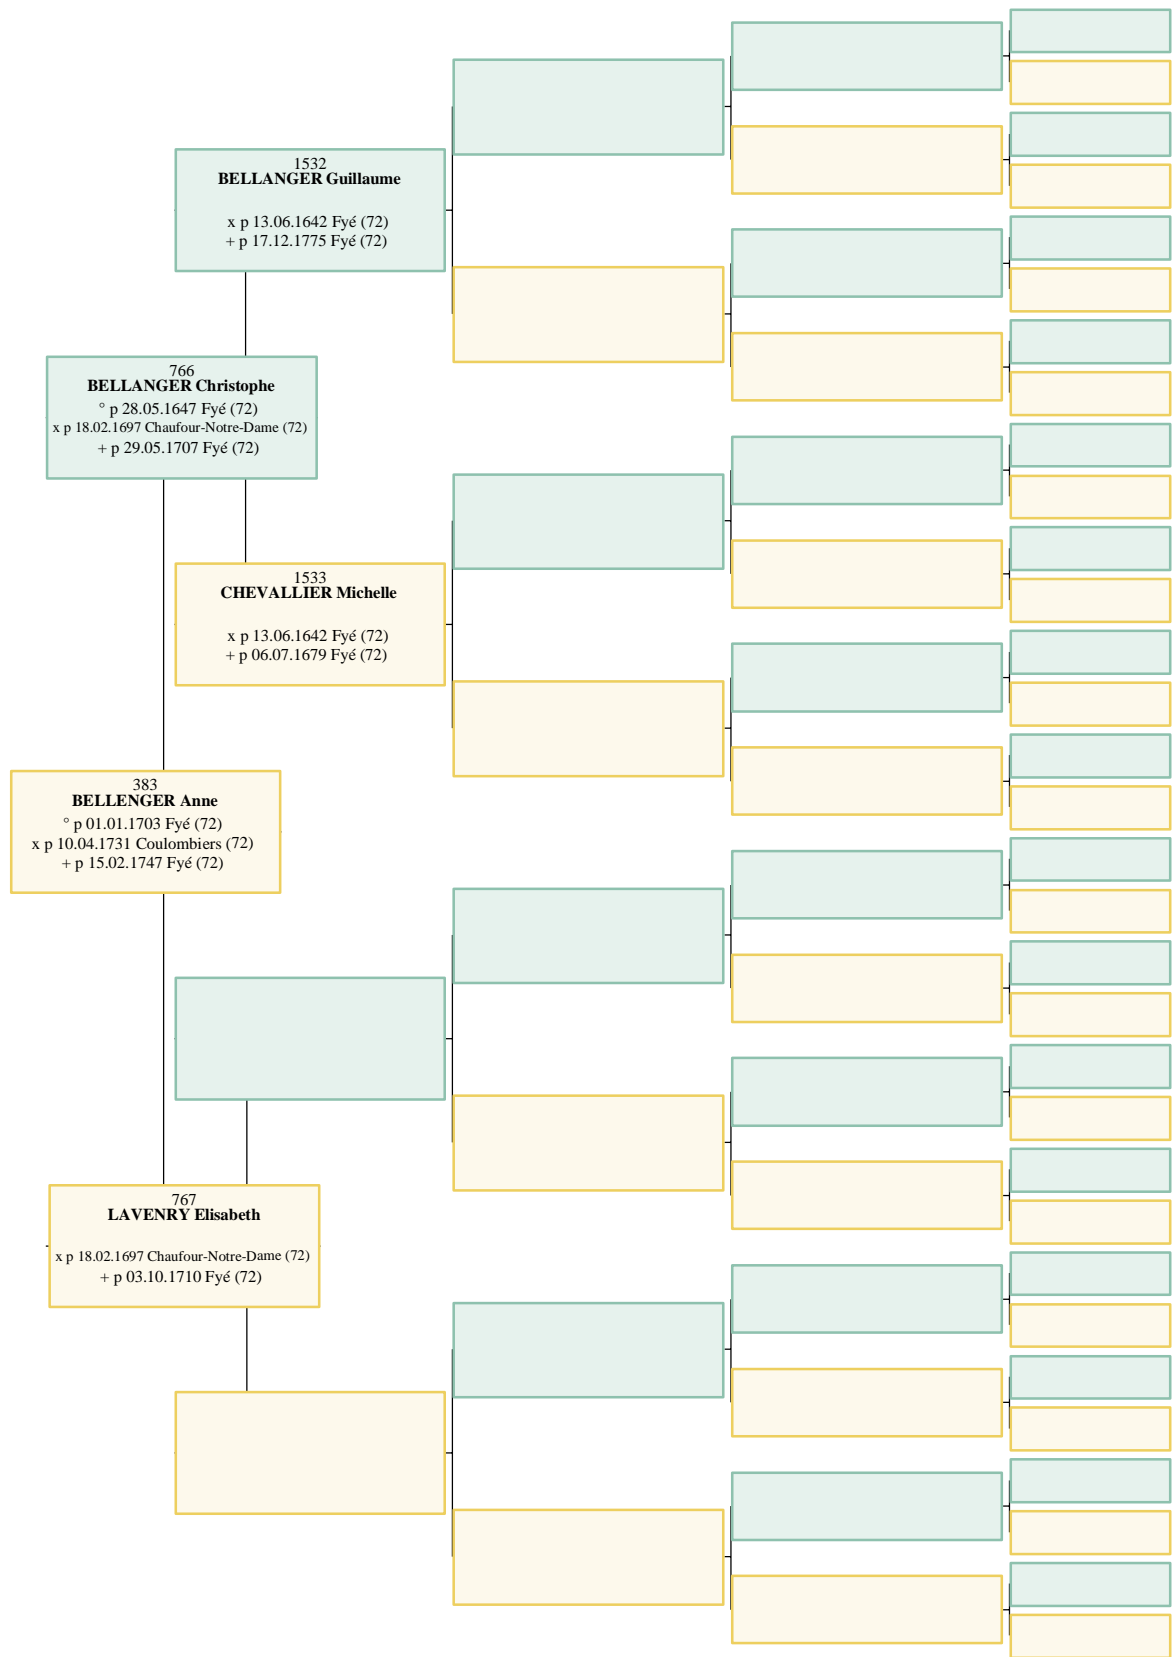 1532
BELLANGER Guillaume
x p 13.06.1642 Fyé (72)
+ p 17.12.1775 Fyé (72)
766
BELLANGER Christophe
° p 28.05.1647 Fyé (72)
x p 18.02.1697 Chaufour-Notre-Dame (72)
+ p 29.05.1707 Fyé (72)
1533
CHEVALLIER Michelle
x p 13.06.1642 Fyé (72)
+ p 06.07.1679 Fyé (72)
383
BELLENGER Anne
° p 01.01.1703 Fyé (72)
x p 10.04.1731 Coulombiers (72)
+ p 15.02.1747 Fyé (72)
767
LAVENRY Elisabeth
x p 18.02.1697 Chaufour-Notre-Dame (72)
+ p 03.10.1710 Fyé (72)